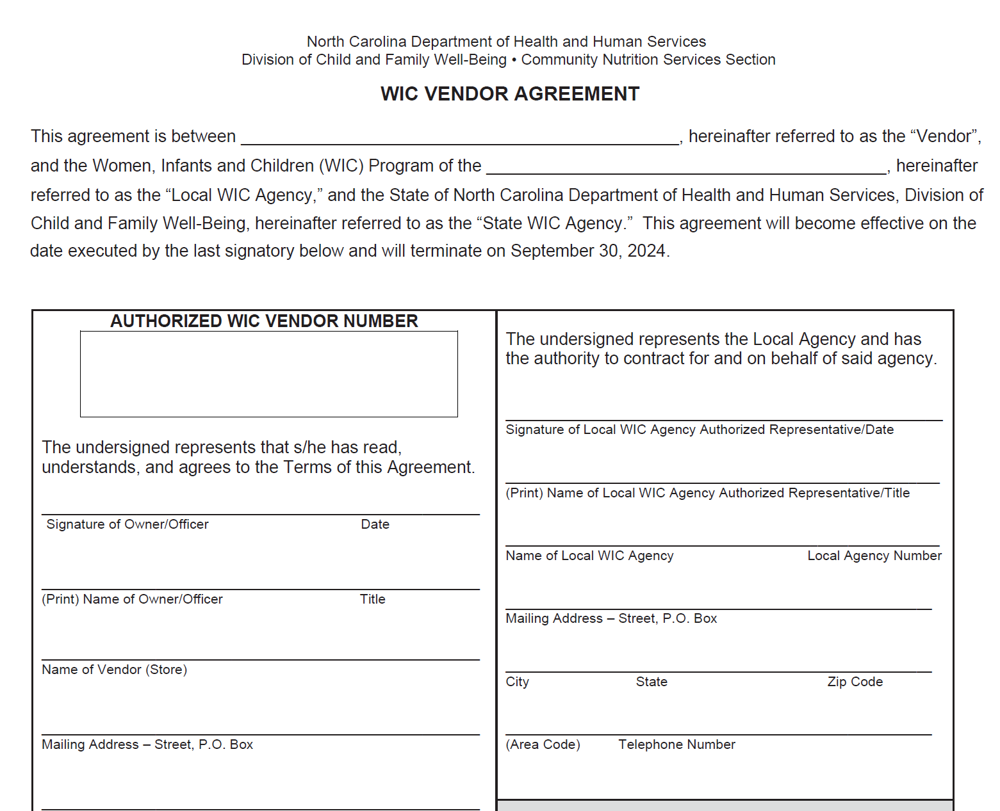 North Carolina Department of Health and Human Services
Division of Child and Family Well-Being • Community Nutrition Services Section
WIC VENDOR AGREEMENT
This agreement is between ______________________, hereinafter referred to as the “Vendor”,
and the Women, Infants and Children (WIC) Program of the ____________________, hereinafter
referred to as the “Local WIC Agency,” and the State of North Carolina Department of Health and Human Services, Division of
Child and Family Well-Being, hereinafter referred to as the “State WIC Agency.”  This agreement will become effective on the
date executed by the last signatory below and will terminate on September 30, 2024.
AUTHORIZED WIC VENDOR NUMBER
The undersigned represents that s/he has read,
understands, and agrees to the Terms of this Agreement.
Signature of Owner/Officer Date
(Print) Name of Owner/Officer Title
Name of Vendor (Store)
Mailing Address – Street, P.O. Box
The undersigned represents the Local Agency and has
the authority to contract for and on behalf of said agency.
Signature of Local WIC Agency Authorized Representative/Date
(Print) Name of Local WIC Agency Authorized Representative/Title
Name of Local WIC Agency Local Agency Number
Mailing Address – Street, P.O. Box
City State Zip Code
(Area Code) Telephone Number